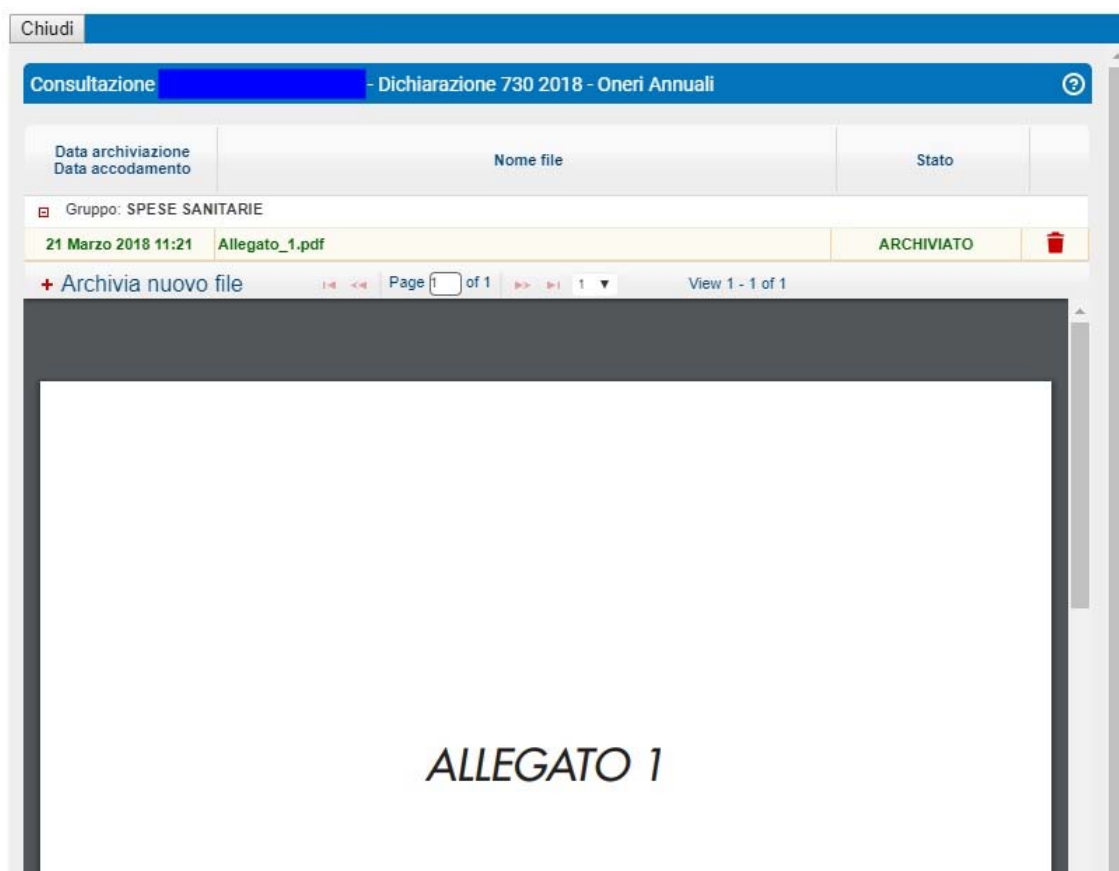 Chiudi
Consultazione - Dichiarazione 730 2018 - Oneri Annuali
Data archiviazione
Data accodamento
Nome file
Stato
Gruppo: SPESE SANITARIE
21 Marzo 2018 11:21 Allegato_1.pdf ARCHIVIATO
+ Archivia nuovo file Page 1 of 1 1 View 1 - 1 of 1
ALLEGATO 1